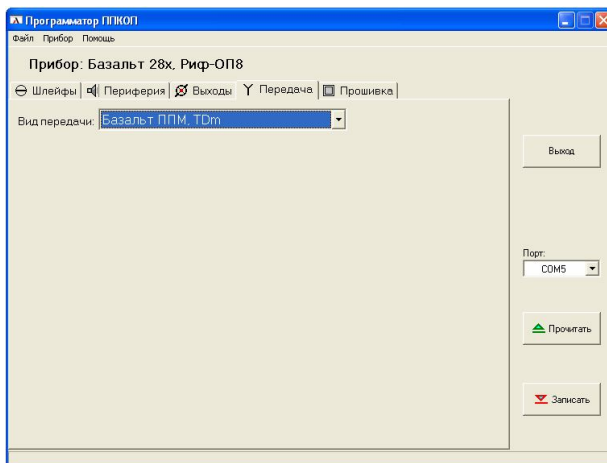 Программатор ППКОП
Файл Прибор Помощь
Прибор: Базальт 28x, Риф-ОП8
Шлейфы Периферия Выходы Передача Прошивка
Вид передачи: Базальт ППМ, TDm
Выход
Порт:
COM5
Прочитать
Записать